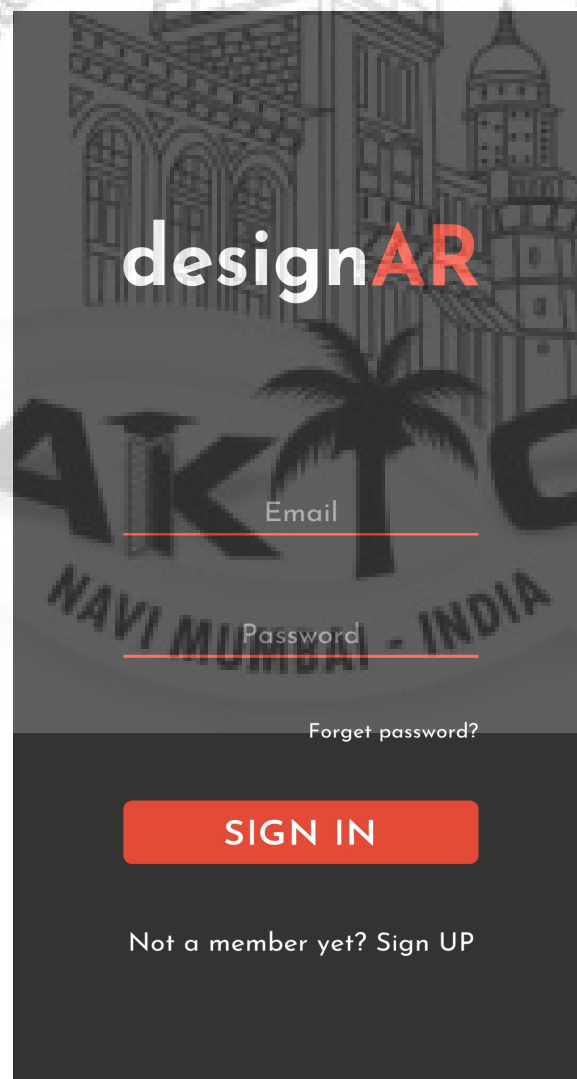 designAR
AKTC
Email
NAVI MUMBAI - INDIA
Password
Forget password?
SIGN IN
Not a member yet? Sign UP